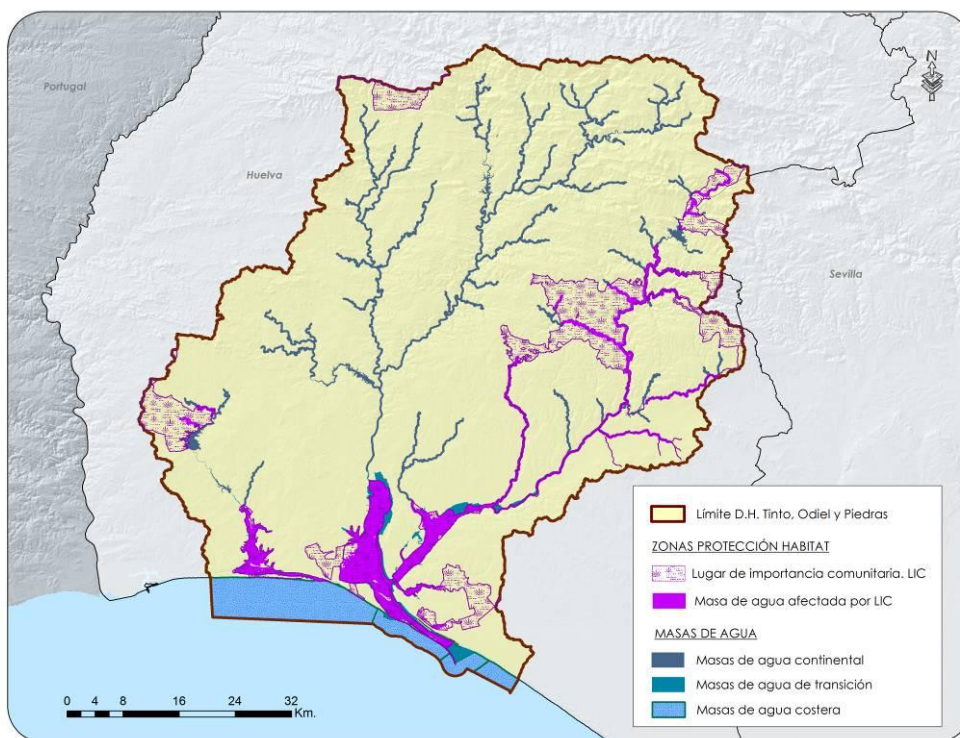 Portugal
N
Huelva
Sevilla
Límite D.H. Tinto, Odiel y Piedras
ZONAS PROTECCIÓN HABITAT
Lugar de importancia comunitaria. LIC
Masa de agua afectada por LIC
MASAS DE AGUA
Masas de agua continental
Masas de agua de transición
Masas de agua costera
0 4 8 16 24 32
Km.